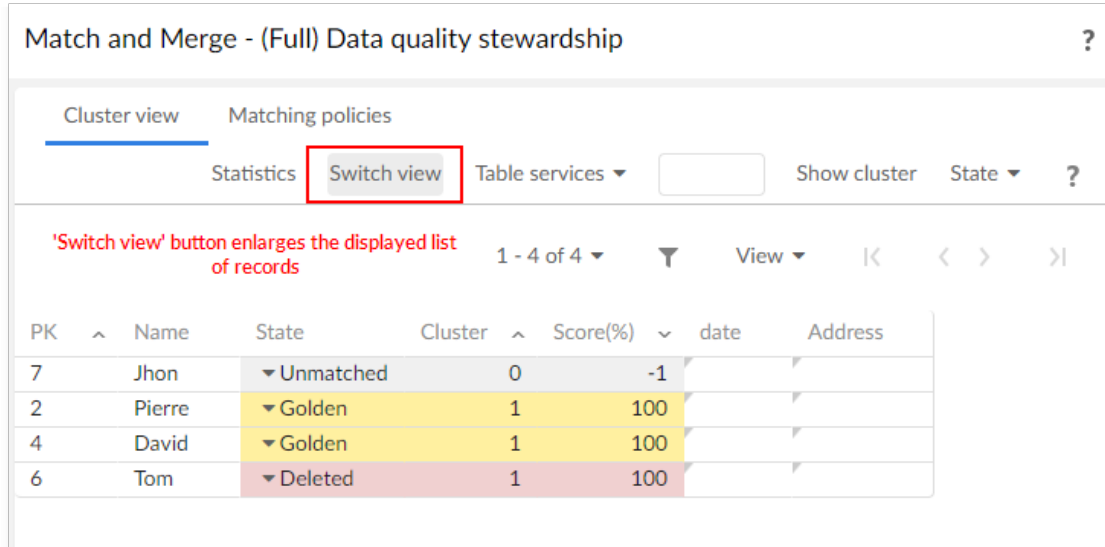 Match and Merge - (Full) Data quality stewardship ?
Cluster view Matching policies
Statistics Switch view Table services Show cluster State ?
'Switch view' button enlarges the displayed list
of records
1 - 4 of 4 View
PK Name State Cluster Score(%) date Address
7 Jhon Unmatched 0 -1
2 Pierre Golden 1 100
4 David Golden 1 100
6 Tom Deleted 1 100